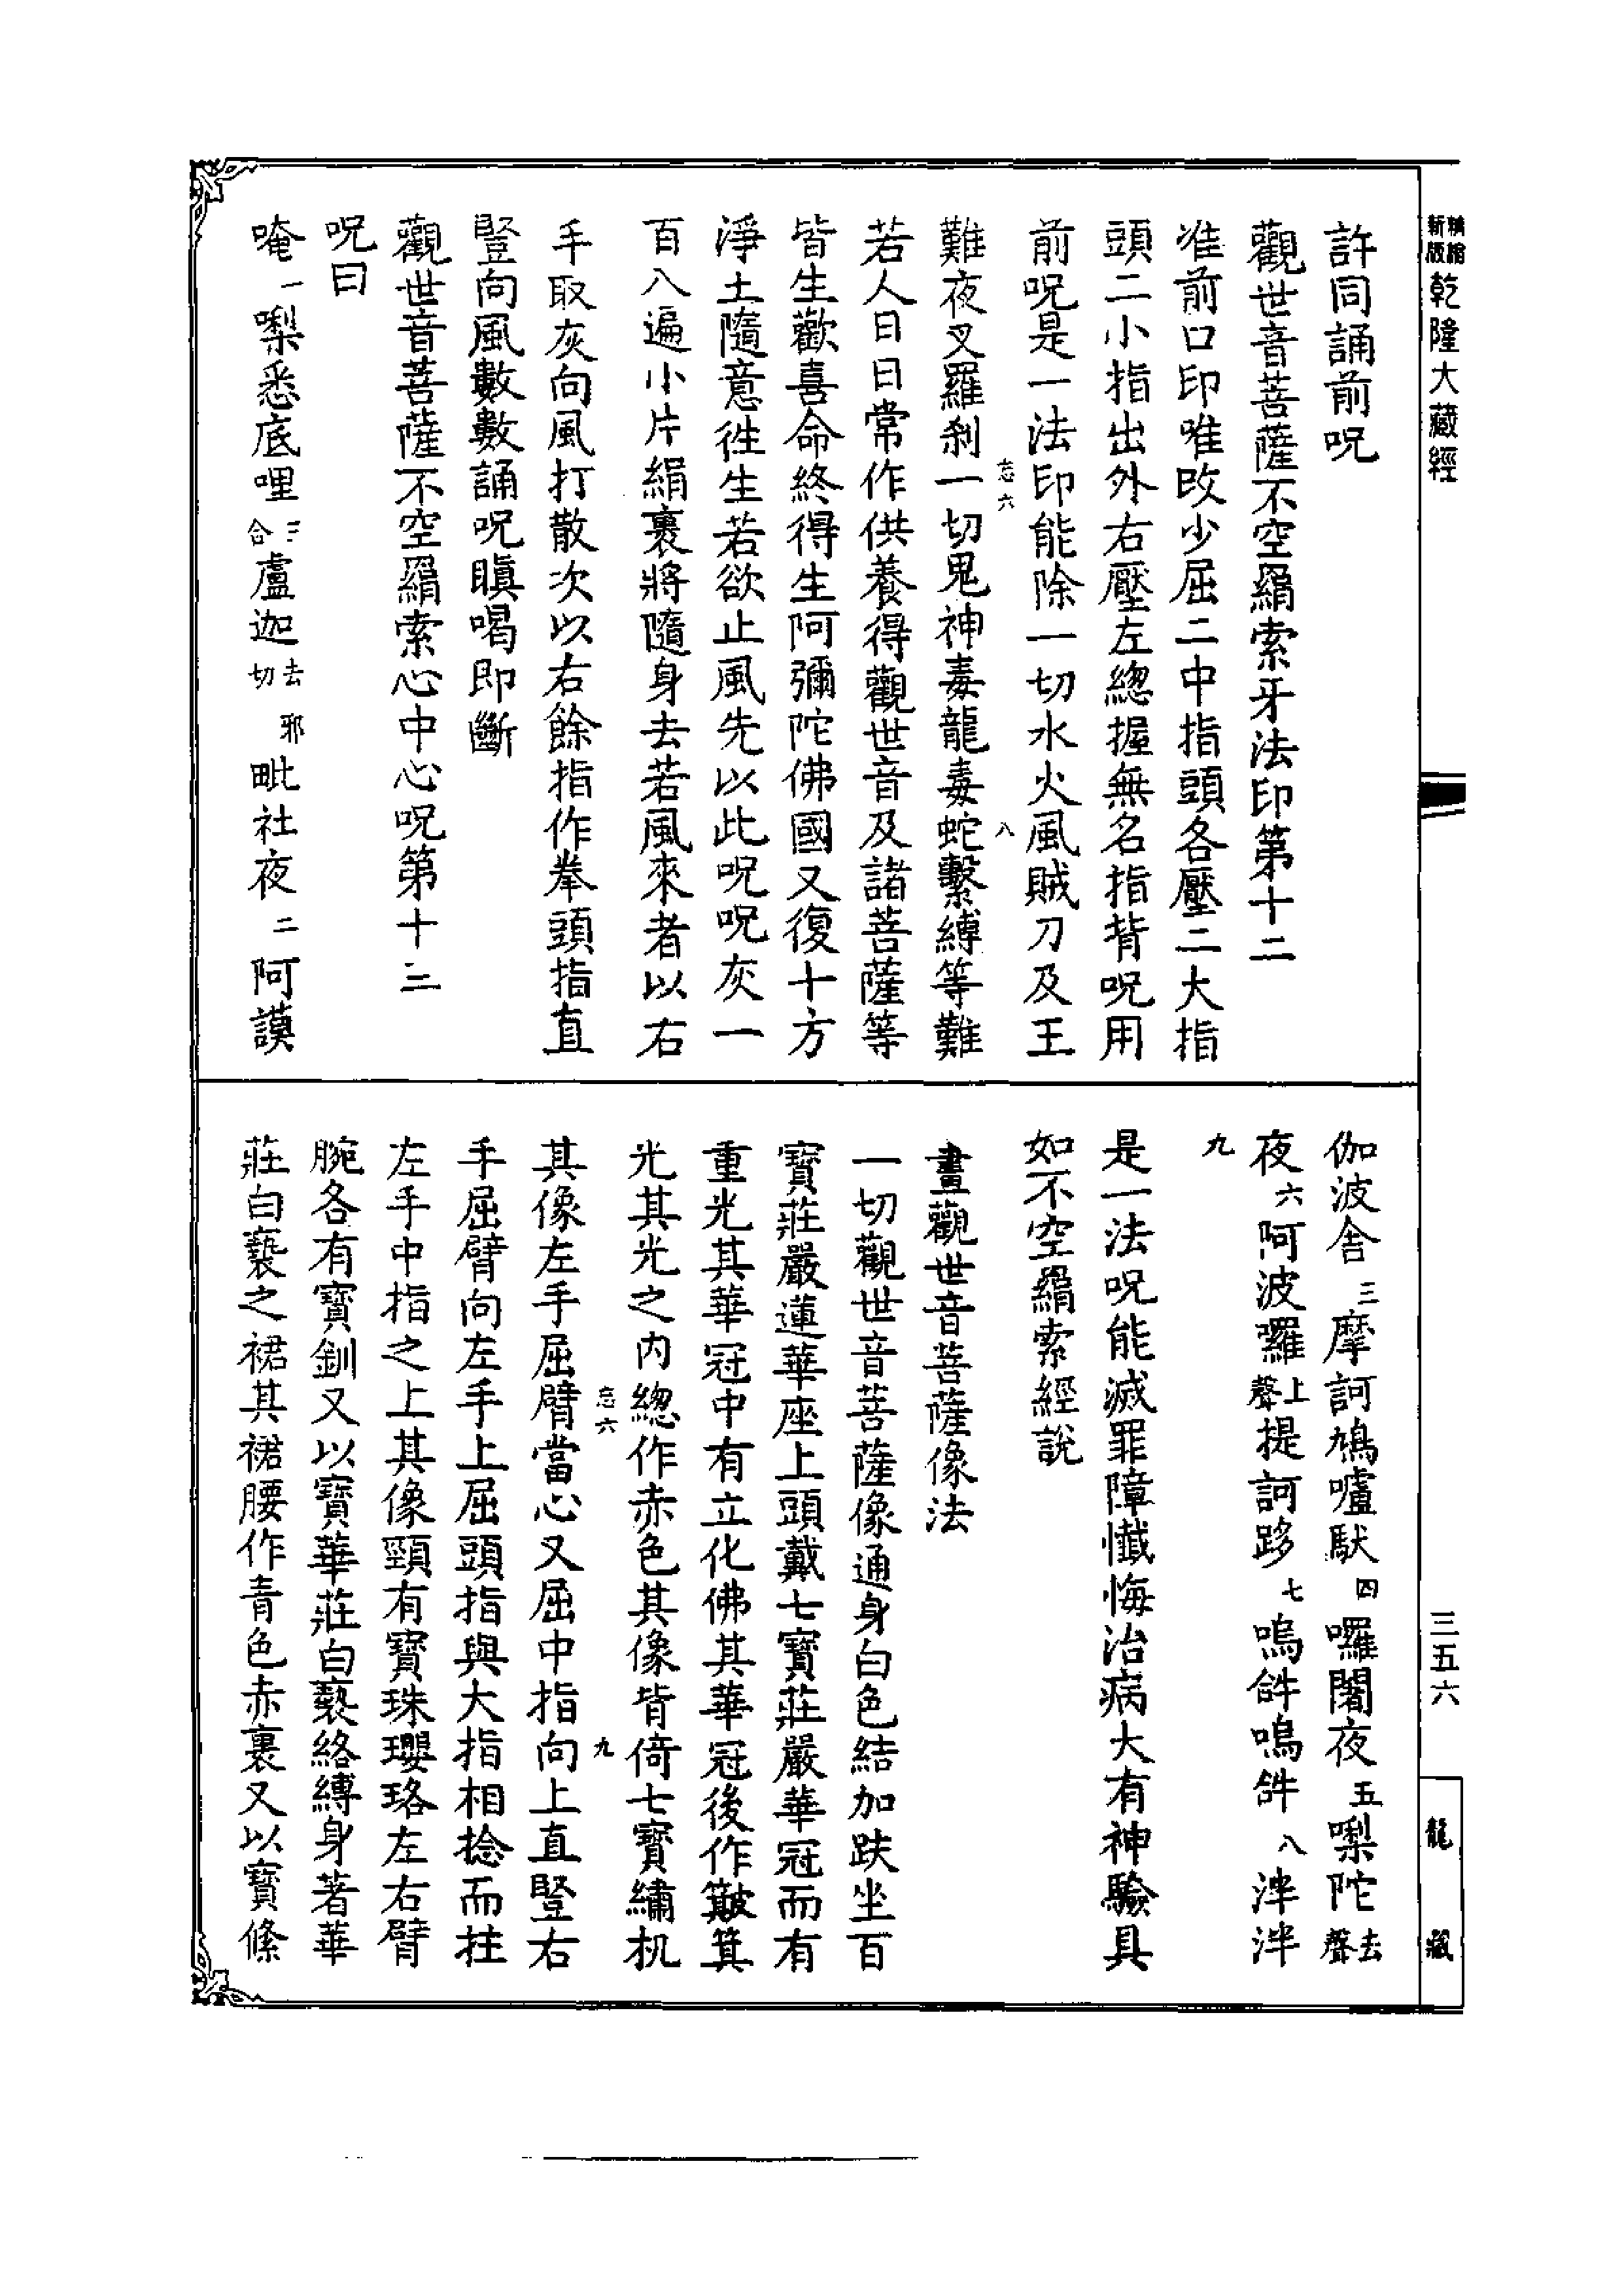 精縮新版乾隆大藏經
許同誦前呪
觀世音菩薩不空羂索牙法印第十二
准前口印唯改少屈二中指頭各壓二大指
頭二小指出外右壓左總握無名指背呪用
前呪是一法印能除一切水火風賊刀及王
忘六 八
難夜叉羅刹一切鬼神毒龍毒蛇繫縛等難
若人日日常作供養得觀世音及諸菩薩等
皆生歡喜命終得生阿彌陀佛國又復十方
淨土隨意徃生若欲止風先以此呪呪灰一
百八遍小片絹裹將隨身去若風來者以右
手取灰向風打散次以右餘指作拳頭指直
豎向風數數誦呪瞋喝即斷
觀世音菩薩不空羂索心中心呪第十三
呪曰
唵一㗚悉底哩三合盧迦去切邪毗社夜二阿謨
伽波舍三摩訶鳩嚧馱四囉闍夜五㗚陀去聲
夜六阿波囉上聲提訶跢七嗚𤙖嗚𤙖八泮泮
九
是一法呪能滅罪障懺悔治病大有神驗具
如不空羂索經說
畫觀世音菩薩像法
一切觀世音菩薩像通身白色結加趺坐百
寶莊嚴蓮華座上頭戴七寶莊嚴華冠而有
重光其華冠中有立化佛其華冠後作簸箕
光其光之內總作赤色其像背倚七寶繡机
忘六 九
其像左手屈臂當心又屈中指向上直豎右
手屈臂向左手上屈頭指與大指相捻而拄
左手中指之上其像頸有寶珠瓔珞左右臂
腕各有寶釧又以寶華莊白㲲絡縛身著華
莊白㲲之裙其裙腰作青色赤裏又以寶絛
三五六
龍藏